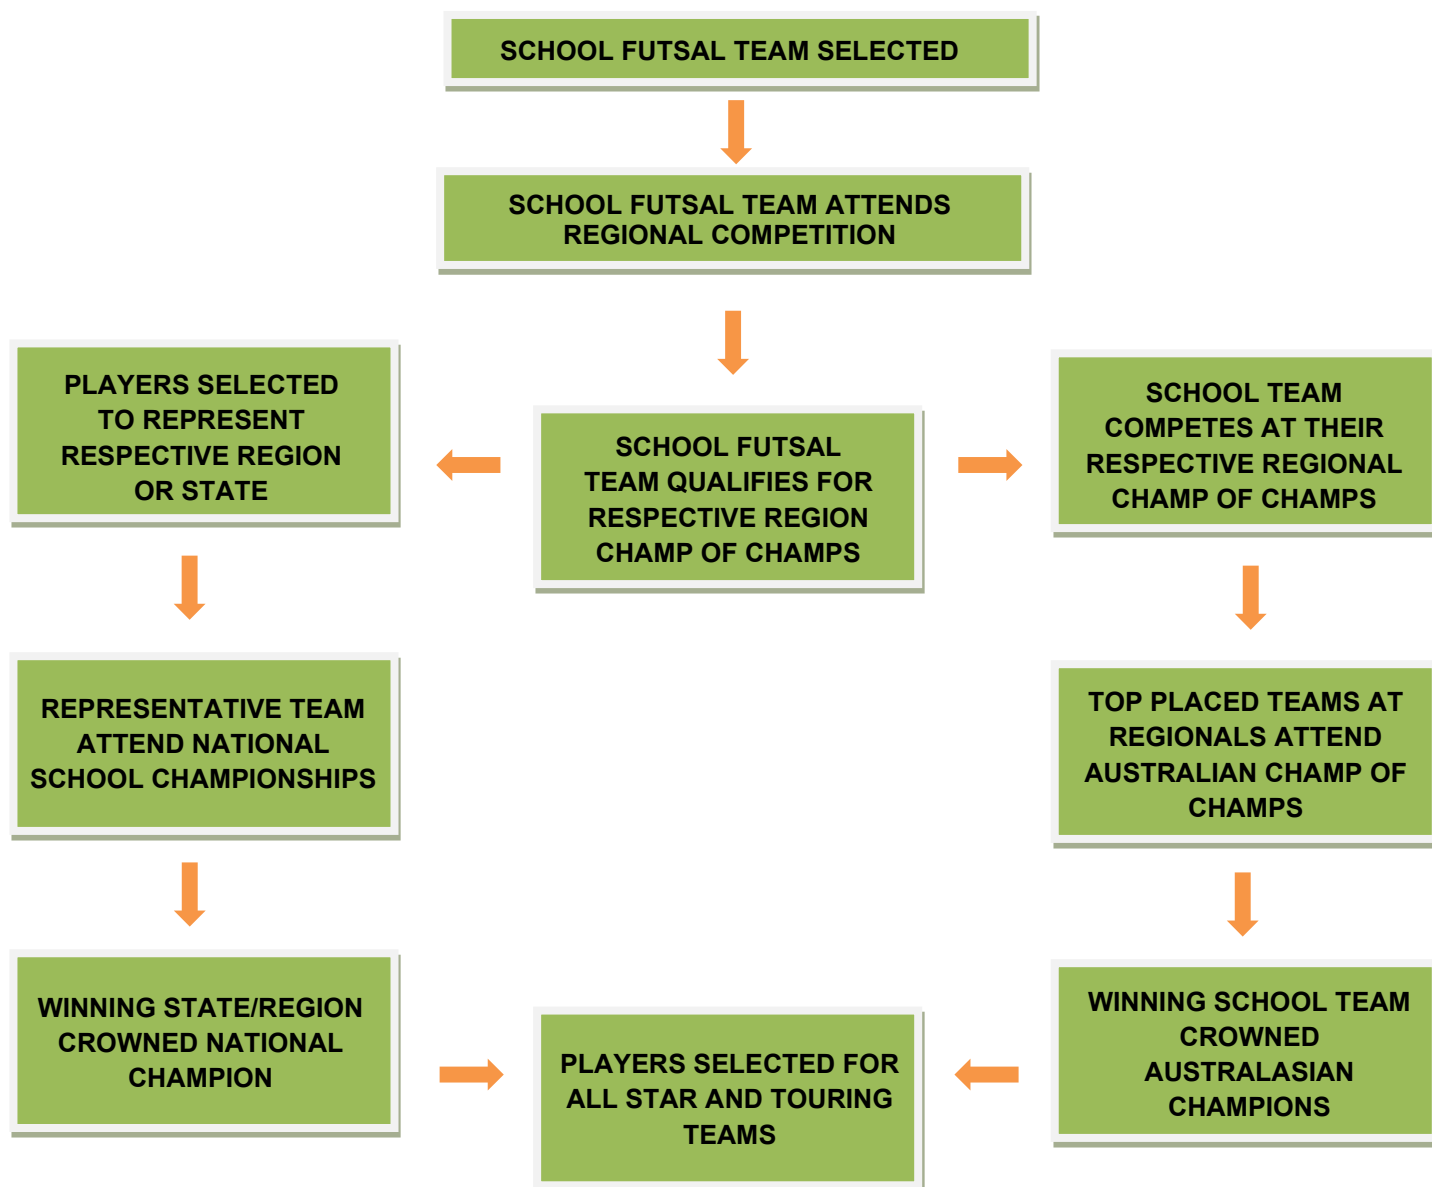 SCHOOL FUTSAL TEAM SELECTED
SCHOOL FUTSAL TEAM ATTENDS
REGIONAL COMPETITION
PLAYERS SELECTED
TO REPRESENT
RESPECTIVE REGION
OR STATE
SCHOOL FUTSAL
TEAM QUALIFIES FOR
RESPECTIVE REGION
CHAMP OF CHAMPS
SCHOOL TEAM
COMPETES AT THEIR
RESPECTIVE REGIONAL
CHAMP OF CHAMPS
REPRESENTATIVE TEAM
ATTEND NATIONAL
SCHOOL CHAMPIONSHIPS
TOP PLACED TEAMS AT
REGIONALS ATTEND
AUSTRALIAN CHAMP OF
CHAMPS
WINNING STATE/REGION
CROWNED NATIONAL
CHAMPION
PLAYERS SELECTED FOR
ALL STAR AND TOURING
TEAMS
WINNING SCHOOL TEAM
CROWNED
AUSTRALASIAN
CHAMPIONS